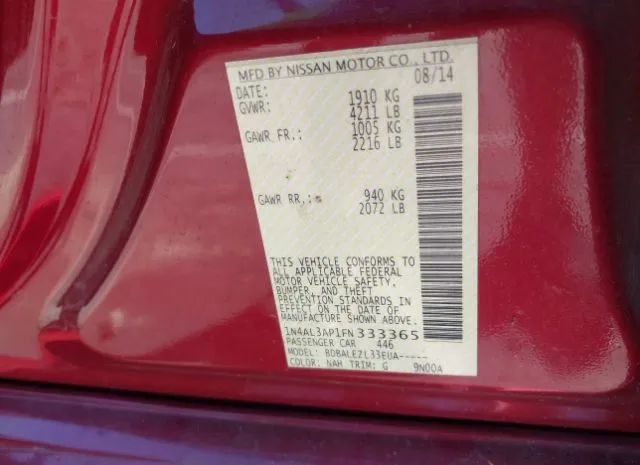 MFD BY NISSAN MOTOR CO., LTD.
DATE: 08/14
GVWR: 1910 KG
4211 LB
GAWR FR.: 1005 KG
2216 LB
GAWR RR.: 940 KG
2072 LB
THIS VEHICLE CONFORMS TO
ALL APPLICABLE FEDERAL
MOTOR VEHICLE SAFETY,
BUMPER, AND THEFT
PREVENTION STANDARDS IN
EFFECT ON THE DATE OF
MANUFACTURE SHOWN ABOVE.
1N4AL3AP1FN333365
PASSENGER CAR 446
MODEL: BDBALEZL33EUA-----
COLOR: NAH TRIM: G 9N00A